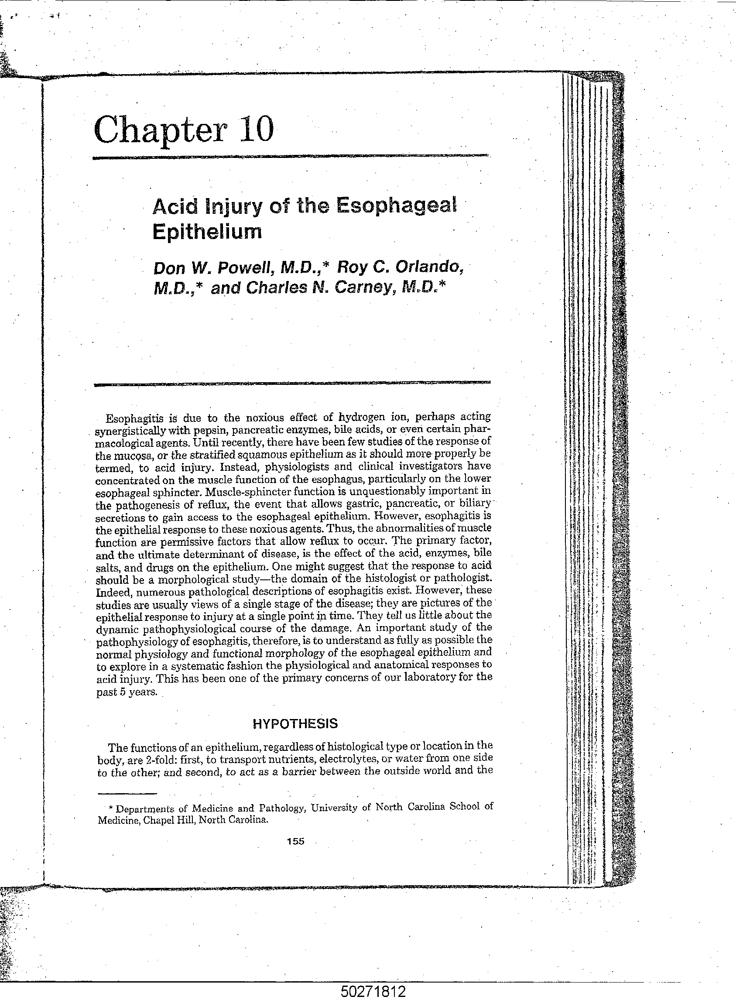 Chapter 10
Acid Injury of the Esophageal
Epithelium
Don W. Powell, M.D.,* Roy C. Orlando,
M.D.,* and Charles N. Carney, M.D.*
Esophagitis is due to the noxious effect of hydrogen ion, perhaps acting
synergistically with pepsin, pancreatic enzymes, bile acids, or even certain phar-
macological agents. Until recently, there have been few studies of the response of
the mucosa, or the stratified squamous epithelium as it should more properly be
termed, to acid injury. Instead, physiologists and clinical investigators have
concentrated on the muscle function of the esophagus, particularly on the lower
esophageal sphincter. Muscle-sphincter function is unquestionably important in
the pathogenesis of reflux, the event that allows gastric, pancreatic, or biliary
secretions to gain access to the esophageal epithelium. However, esophagitis is
the epithelial response to these noxious agents. Thus, the abnormalities of muscle
function are permissive factors that allow reflux to occur. The primary factor,
and the ultimate determinant of disease, is the effect of the acid, enzymes, bile
salts, and drugs on the epithelium. One might suggest that the response to acid
should be a morphological study—the domain of the histologist or pathologist.
Indeed, numerous pathological descriptions of esophagitis exist. However, these
studies are usually views of a single stage of the disease; they are pictures of the
epithelial response to injury at a single point in time. They tell us little about the
dynamic pathophysiological course of the damage. An important study of the
pathophysiology of esophagitis, therefore, is to understand as fully as possible the
normal physiology and functional morphology of the esophageal epithelium and
to explore in a systematic fashion the physiological and anatomical responses to
acid injury. This has been one of the primary concerns of our laboratory for the
past 5 years.
HYPOTHESIS
The functions of an epithelium, regardless of histological type or location in the
body, are 2-fold: first, to transport nutrients, electrolytes, or water from one side
to the other; and second, to act as a barrier between the outside world and the
* Departments of Medicine and Pathology, University of North Carolina School of
Medicine, Chapel Hill, North Carolina.
155
50271812